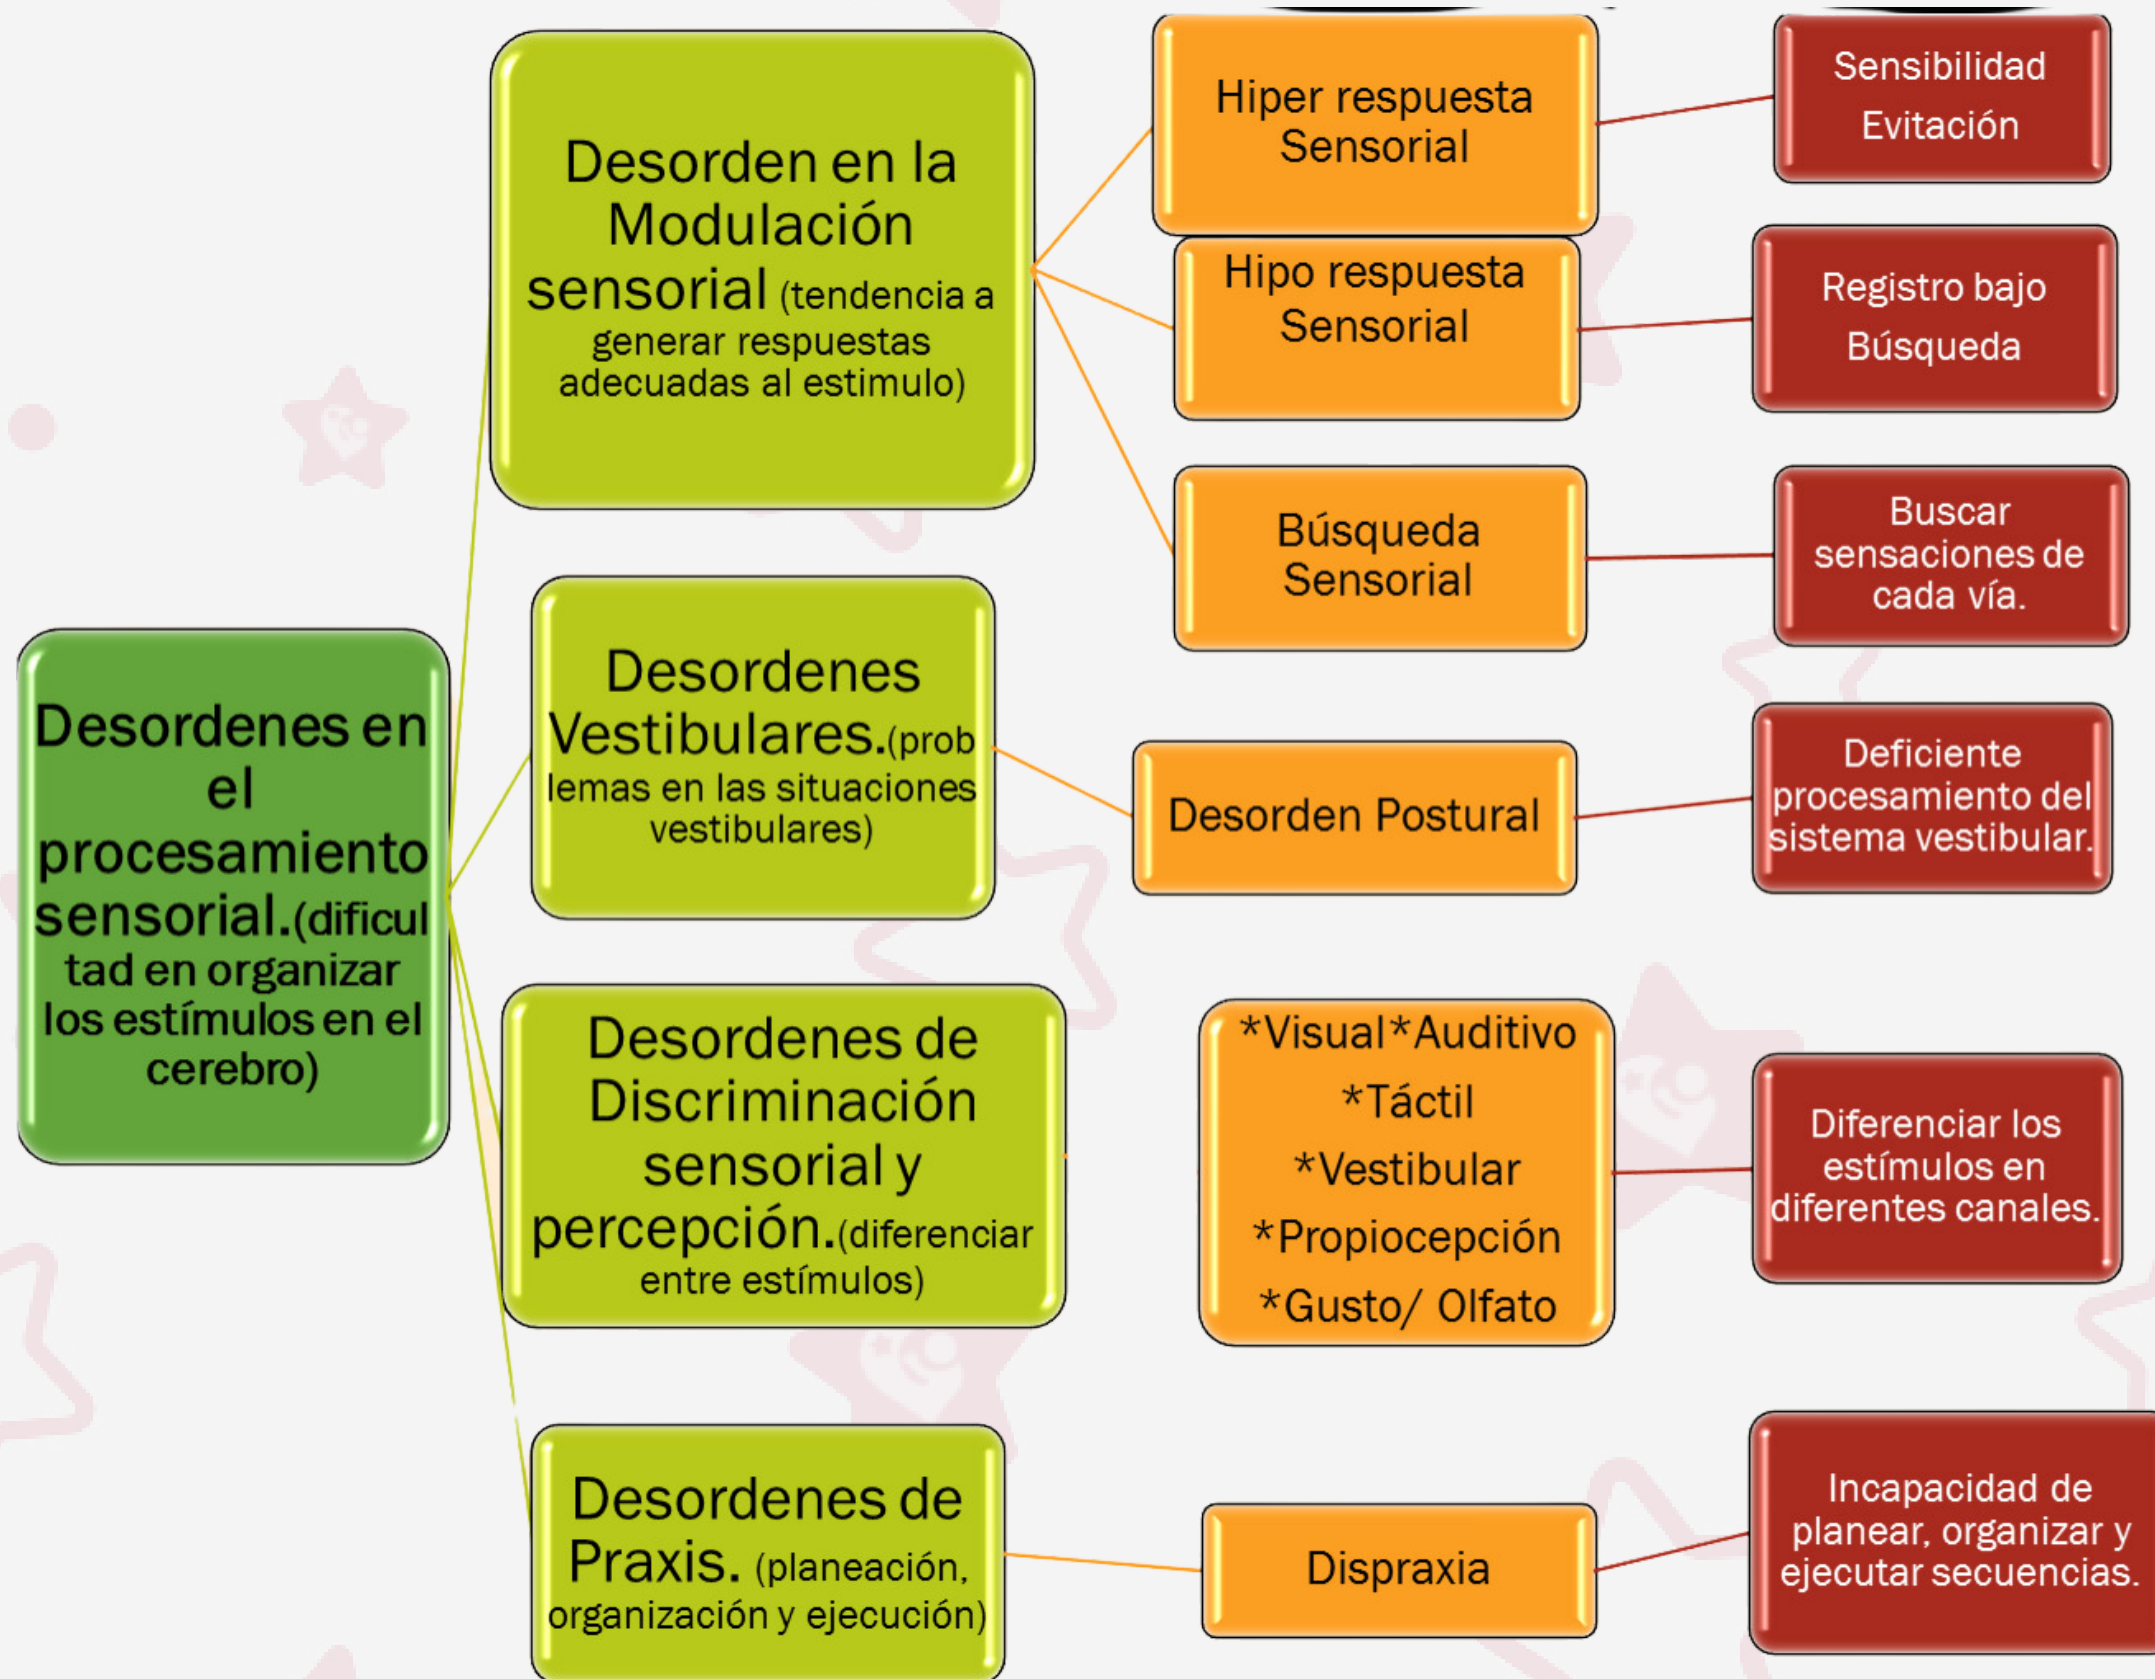 Desordenes en
el
procesamiento
sensorial.(dificul
tad en organizar
los estímulos en el
cerebro)
Desorden en la
Modulación
sensorial (tendencia a
generar respuestas
adecuadas al estimulo)
Hiper respuesta
Sensorial
Sensibilidad
Evitación
Hipo respuesta
Sensorial
Registro bajo
Búsqueda
Búsqueda
Sensorial
Buscar
sensaciones de
cada vía.
Desordenes
Vestibulares.(prob
lemas en las situaciones
vestibulares)
Desorden Postural
Deficiente
procesamiento del
sistema vestibular.
Desordenes de
Discriminación
sensorial y
percepción.(diferenciar
entre estímulos)
*Visual*Auditivo
*Táctil
*Vestibular
*Propiocepción
*Gusto/ Olfato
Diferenciar los
estímulos en
diferentes canales.
Desordenes de
Praxis. (planeación,
organización y ejecución)
Dispraxia
Incapacidad de
planear, organizar y
ejecutar secuencias.